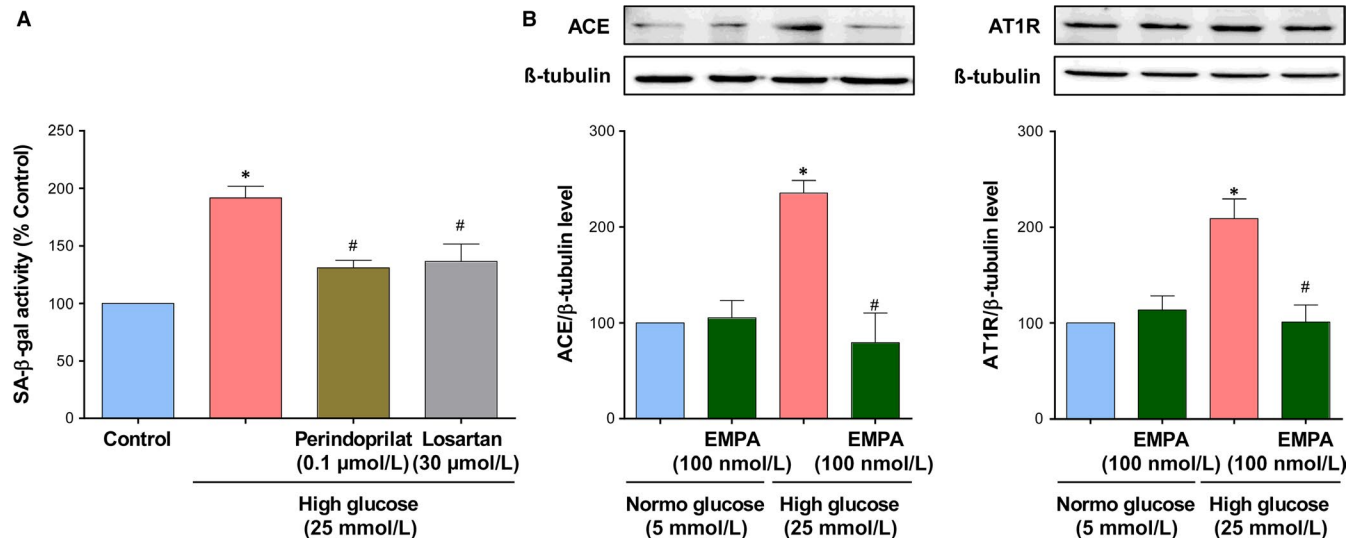 A
SA-β-gal activity (% Control)
250
200
150
100
50
0
*
#
#
Control
Perindoprilat
(0.1 µmol/L)
Losartan
(30 µmol/L)
High glucose
(25 mmol/L)
B
ACE
ß-tubulin
ACE/β-tubulin level
300
200
100
0
*
#
EMPA
(100 nmol/L)
EMPA
(100 nmol/L)
Normo glucose
(5 mmol/L)
High glucose
(25 mmol/L)
AT1R
ß-tubulin
AT1R/β-tubulin level
300
200
100
0
*
#
EMPA
(100 nmol/L)
EMPA
(100 nmol/L)
Normo glucose
(5 mmol/L)
High glucose
(25 mmol/L)